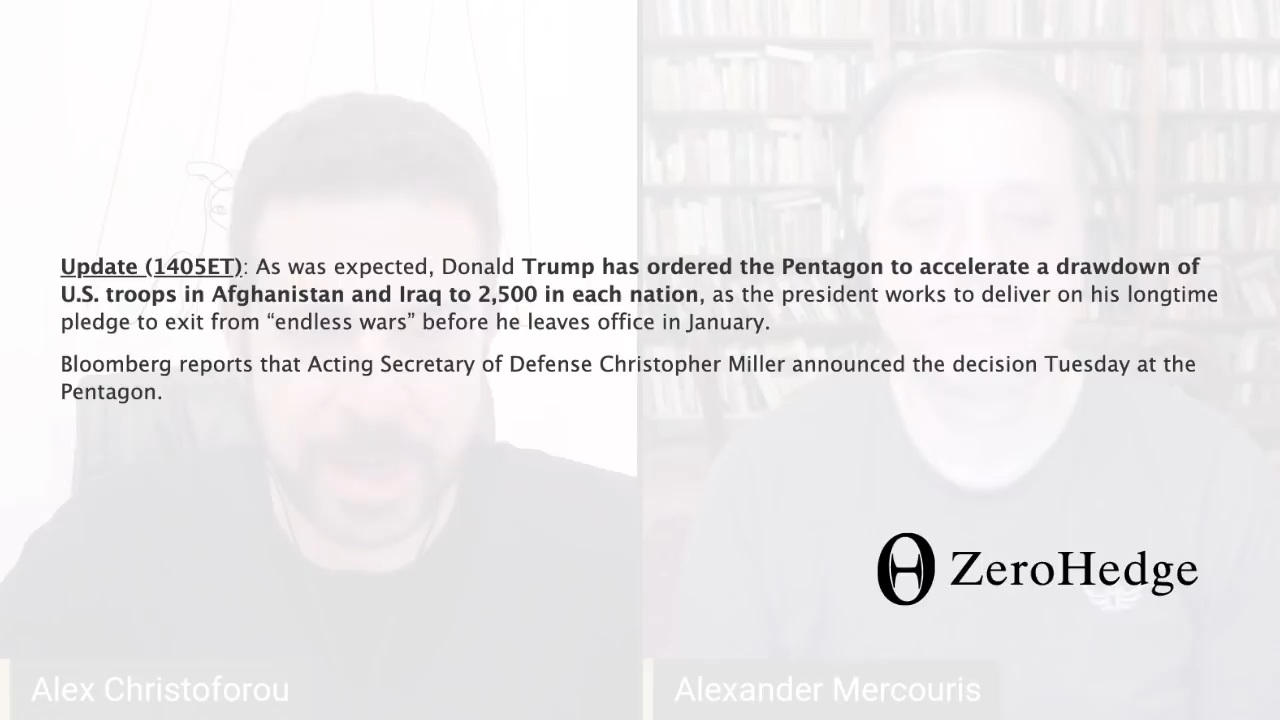 Update (1405ET): As was expected, Donald Trump has ordered the Pentagon to accelerate a drawdown of
U.S. troops in Afghanistan and Iraq to 2,500 in each nation, as the president works to deliver on his longtime
pledge to exit from “endless wars” before he leaves office in January.
Bloomberg reports that Acting Secretary of Defense Christopher Miller announced the decision Tuesday at the
Pentagon.
ZeroHedge
Alex Christoforou
Alexander Mercouris